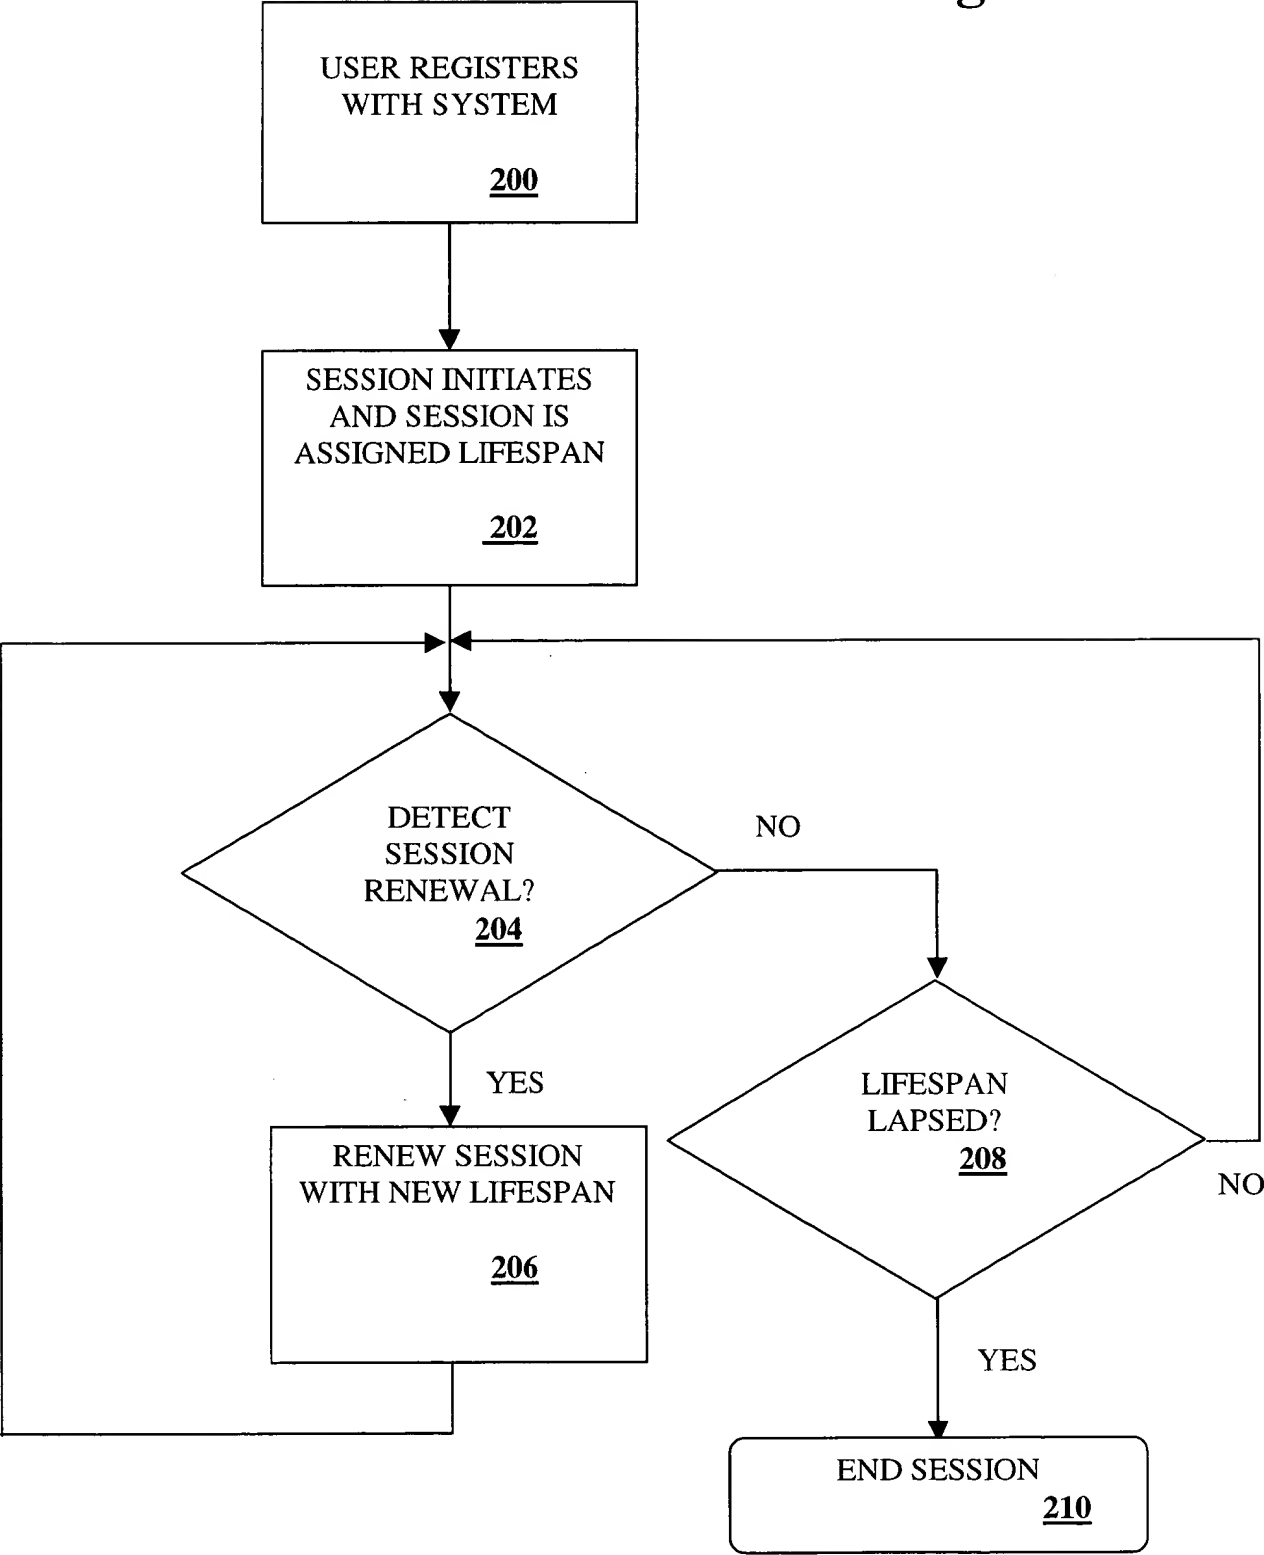 USER REGISTERS
WITH SYSTEM
200
SESSION INITIATES
AND SESSION IS
ASSIGNED LIFESPAN
202
DETECT
SESSION
RENEWAL?
204
NO
YES
LIFESPAN
LAPSED?
208
NO
RENEW SESSION
WITH NEW LIFESPAN
206
YES
END SESSION
210